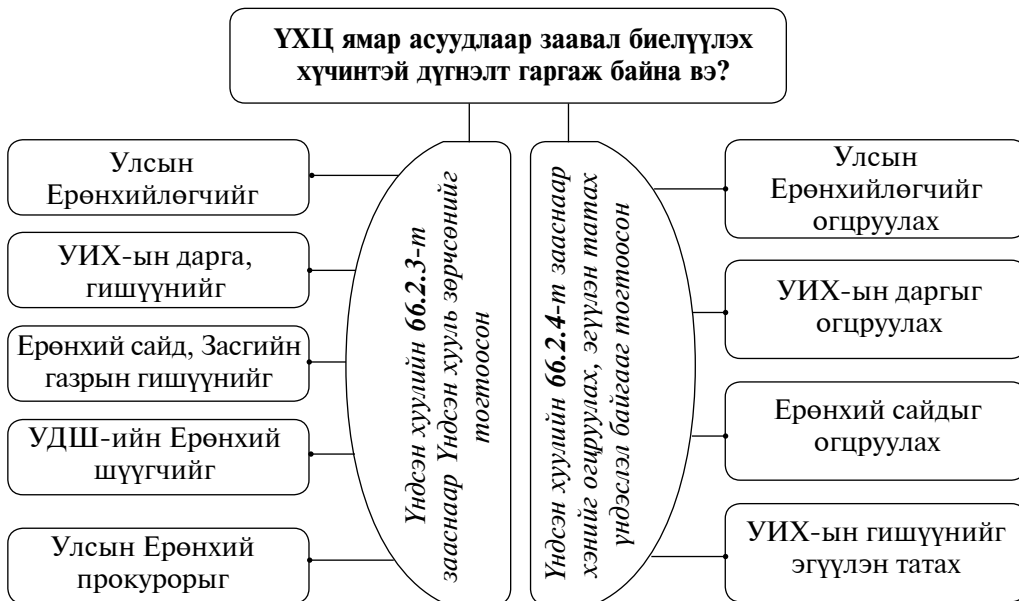 ҮХЦ ямар асуудлаар заавал биелүүлэх
хүчинтэй дүгнэлт гаргаж байна вэ?
Улсын
Ерөнхийлөгчийг
УИХ-ын дарга,
гишүүнийг
Ерөнхий сайд, Засгийн
газрын гишүүнийг
УДШ-ийн Ерөнхий
шүүгчийг
Улсын Ерөнхий
прокурорыг
Үндсэн хуулийн 66.2.3-т
зааснаар Үндсэн хууль зөрчсөнийг
тогтоосон
Үндсэн хуулийн 66.2.4-т зааснаар
хэнийг огцруулах, эгүүлэн татах
үндэслэл байгааг тогтоосон
Улсын
Ерөнхийлөгчийг
огцруулах
УИХ-ын даргыг
огцруулах
Ерөнхий сайдыг
огцруулах
УИХ-ын гишүүнийг
эгүүлэн татах